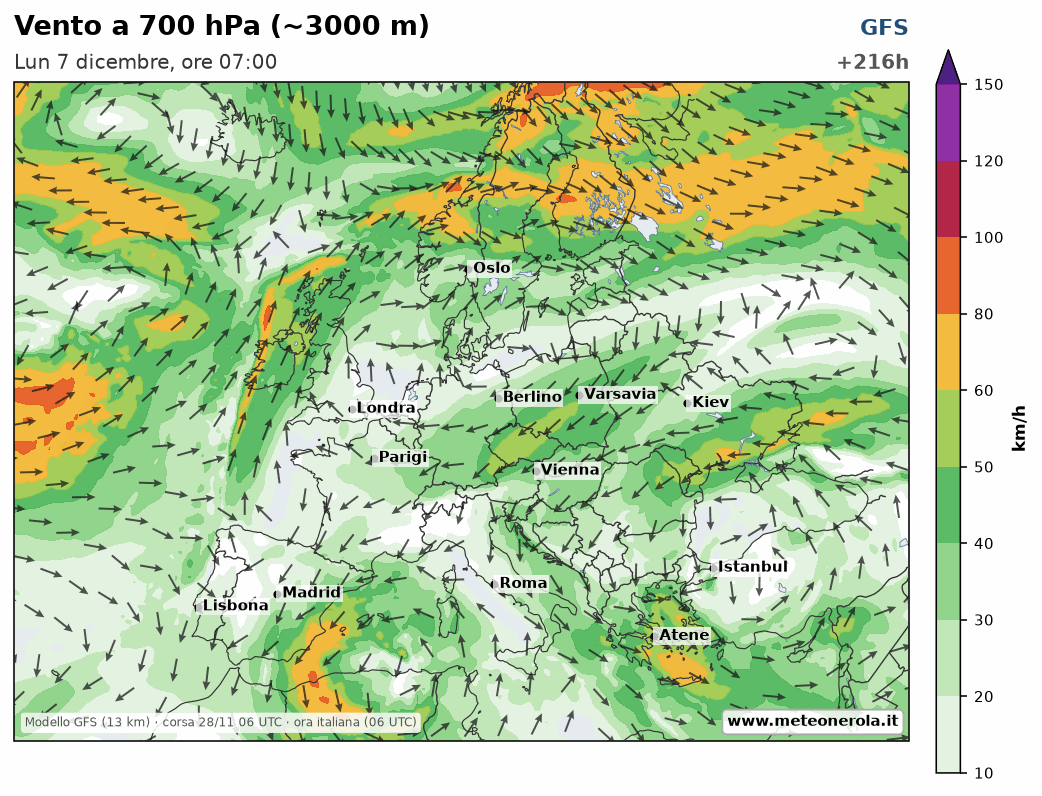 Vento a 700 hPa (~3000 m)
GFS
Lun 7 dicembre, ore 07:00
+216h
150
120
100
80
60
50
40
30
20
10
km/h
Oslo
Berlino
Varsavia
Kiev
Londra
Parigi
Vienna
Istanbul
Roma
Madrid
Lisbona
Atene
Modello GFS (13 km) · corsa 28/11 06 UTC · ora italiana (06 UTC)
www.meteonerola.it